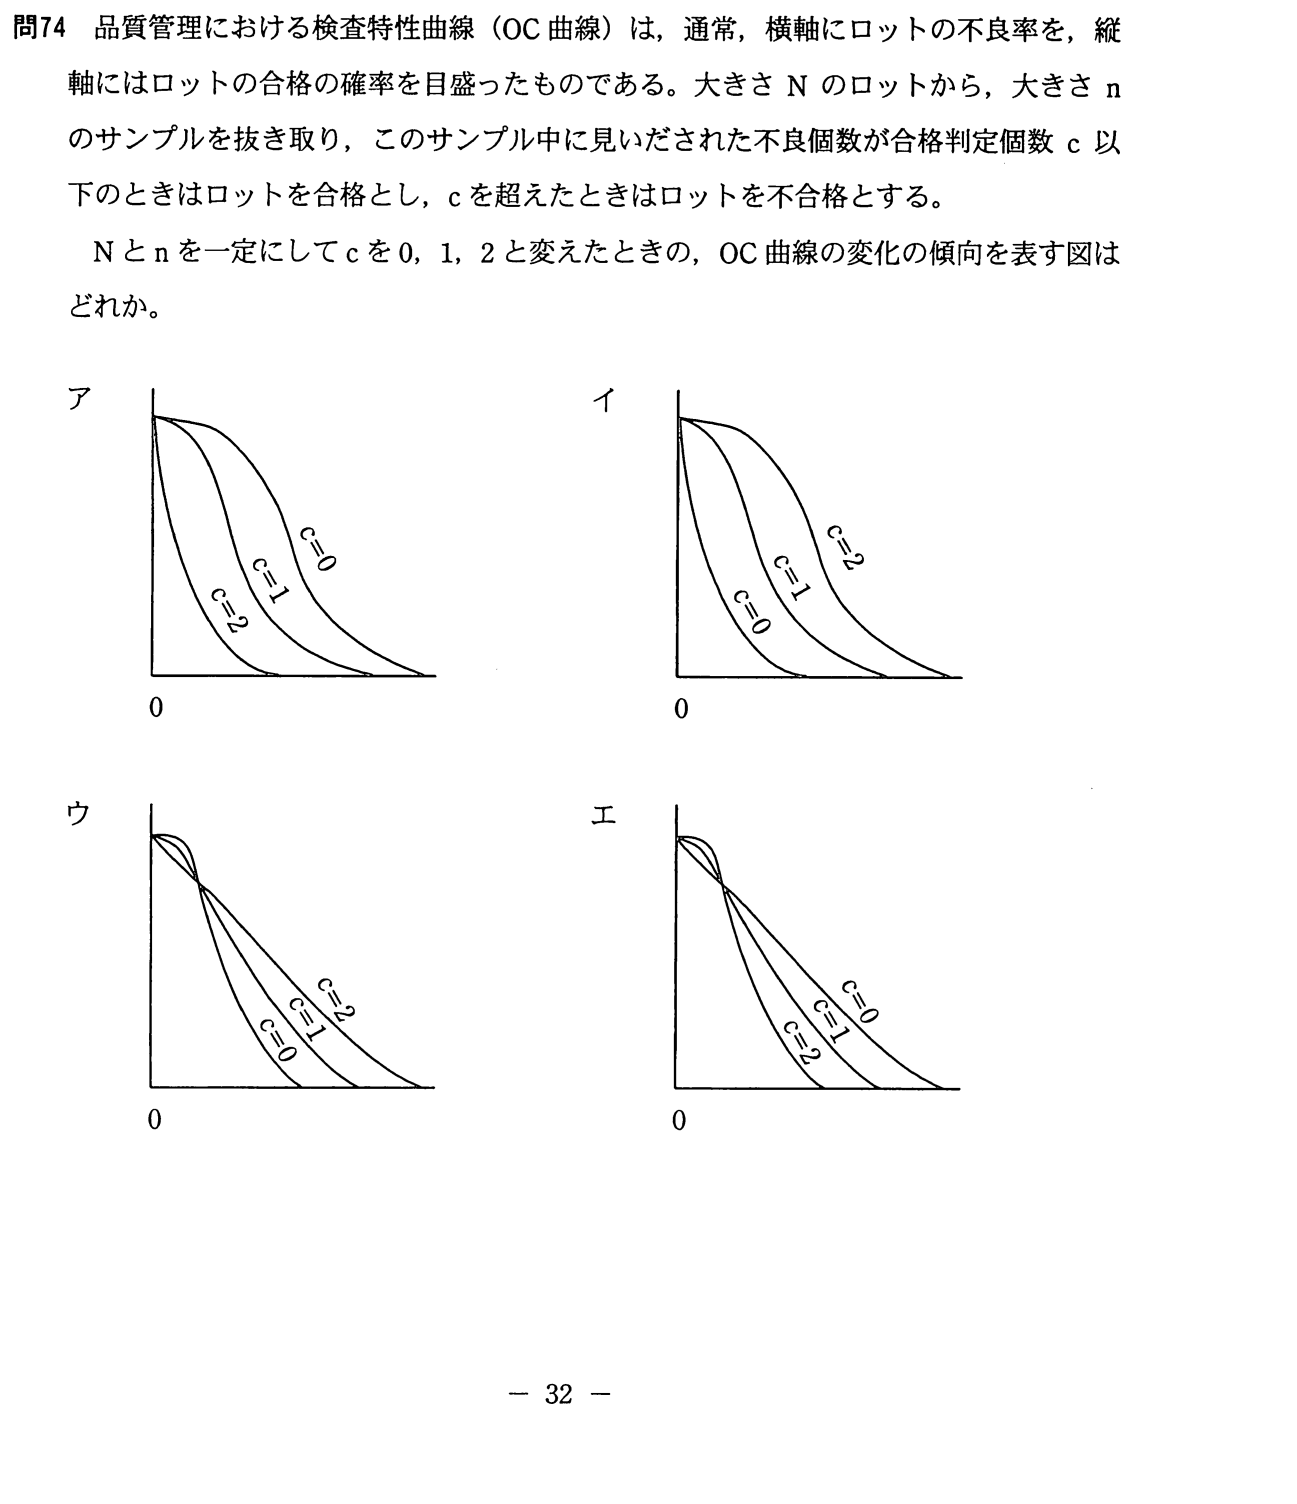 問74 品質管理における検査特性曲線（OC 曲線）は，通常，横軸にロットの不良率を，縦
軸にはロットの合格の確率を目盛ったものである。大きさ N のロットから，大きさ n
のサンプルを抜き取り，このサンプル中に見いだされた不良個数が合格判定個数 c 以
下のときはロットを合格とし，c を超えたときはロットを不合格とする。
N と n を一定にして c を 0，1，2 と変えたときの，OC 曲線の変化の傾向を表す図は
どれか。
ア
c=0
c=1
c=2
0
イ
c=2
c=1
c=0
0
ウ
c=2
c=1
c=0
0
エ
c=0
c=1
c=2
0
− 32 −